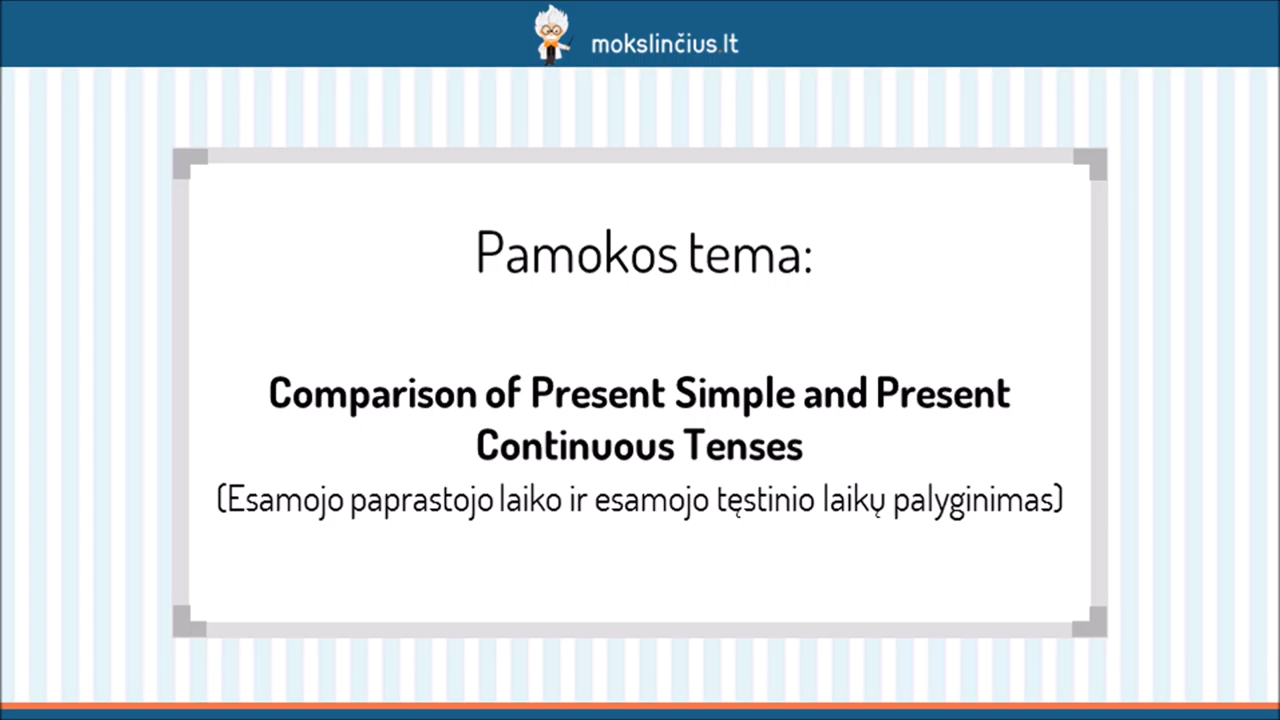 mokslinčius.lt
Pamokos tema:
Comparison of Present Simple and Present
Continuous Tenses
(Esamojo paprastojo laiko ir esamojo tęstinio laikų palyginimas)